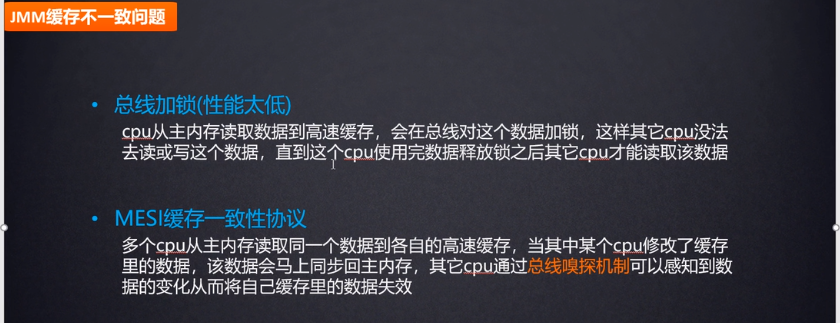 JMM缓存不一致问题
• 总线加锁(性能太低)
cpu从主内存读取数据到高速缓存，会在总线对这个数据加锁，这样其它cpu没法
去读或写这个数据，直到这个cpu使用完数据释放锁之后其它cpu才能读取该数据
• MESI缓存一致性协议
多个cpu从主内存读取同一个数据到各自的高速缓存，当其中某个cpu修改了缓存
里的数据，该数据会马上同步回主内存，其它cpu通过总线嗅探机制可以感知到数
据的变化从而将自己缓存里的数据失效